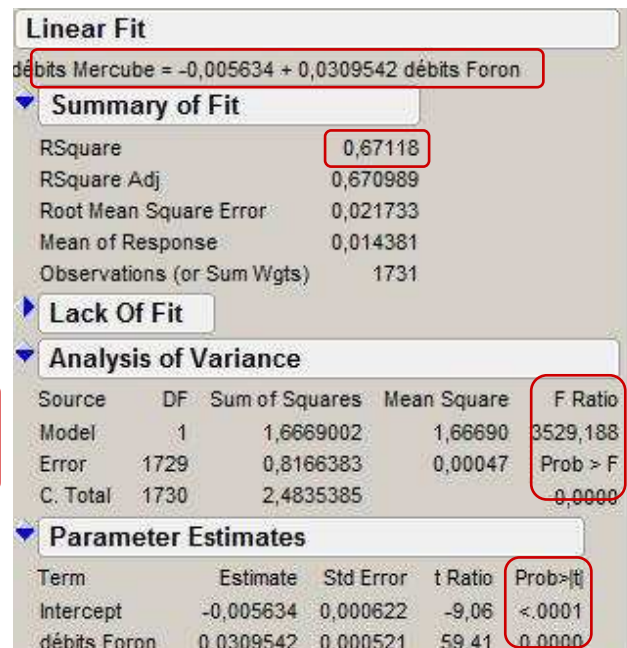 Linear Fit
débits Mercube = -0,005634 + 0,0309542 débits Foron
Summary of Fit
RSquare 0,67118
RSquare Adj 0,670989
Root Mean Square Error 0,021733
Mean of Response 0,014381
Observations (or Sum Wgts) 1731
Lack Of Fit
Analysis of Variance
Source DF Sum of Squares Mean Square F Ratio
Model 1 1,6669002 1,66690 3529,188
Error 1729 0,8166383 0,00047 Prob > F
C. Total 1730 2,4835385 0,0000
Parameter Estimates
Term Estimate Std Error t Ratio Prob>|t|
Intercept -0,005634 0,000622 -9,06 <.0001
débits Foron 0,0309542 0,000521 59,41 0,0000